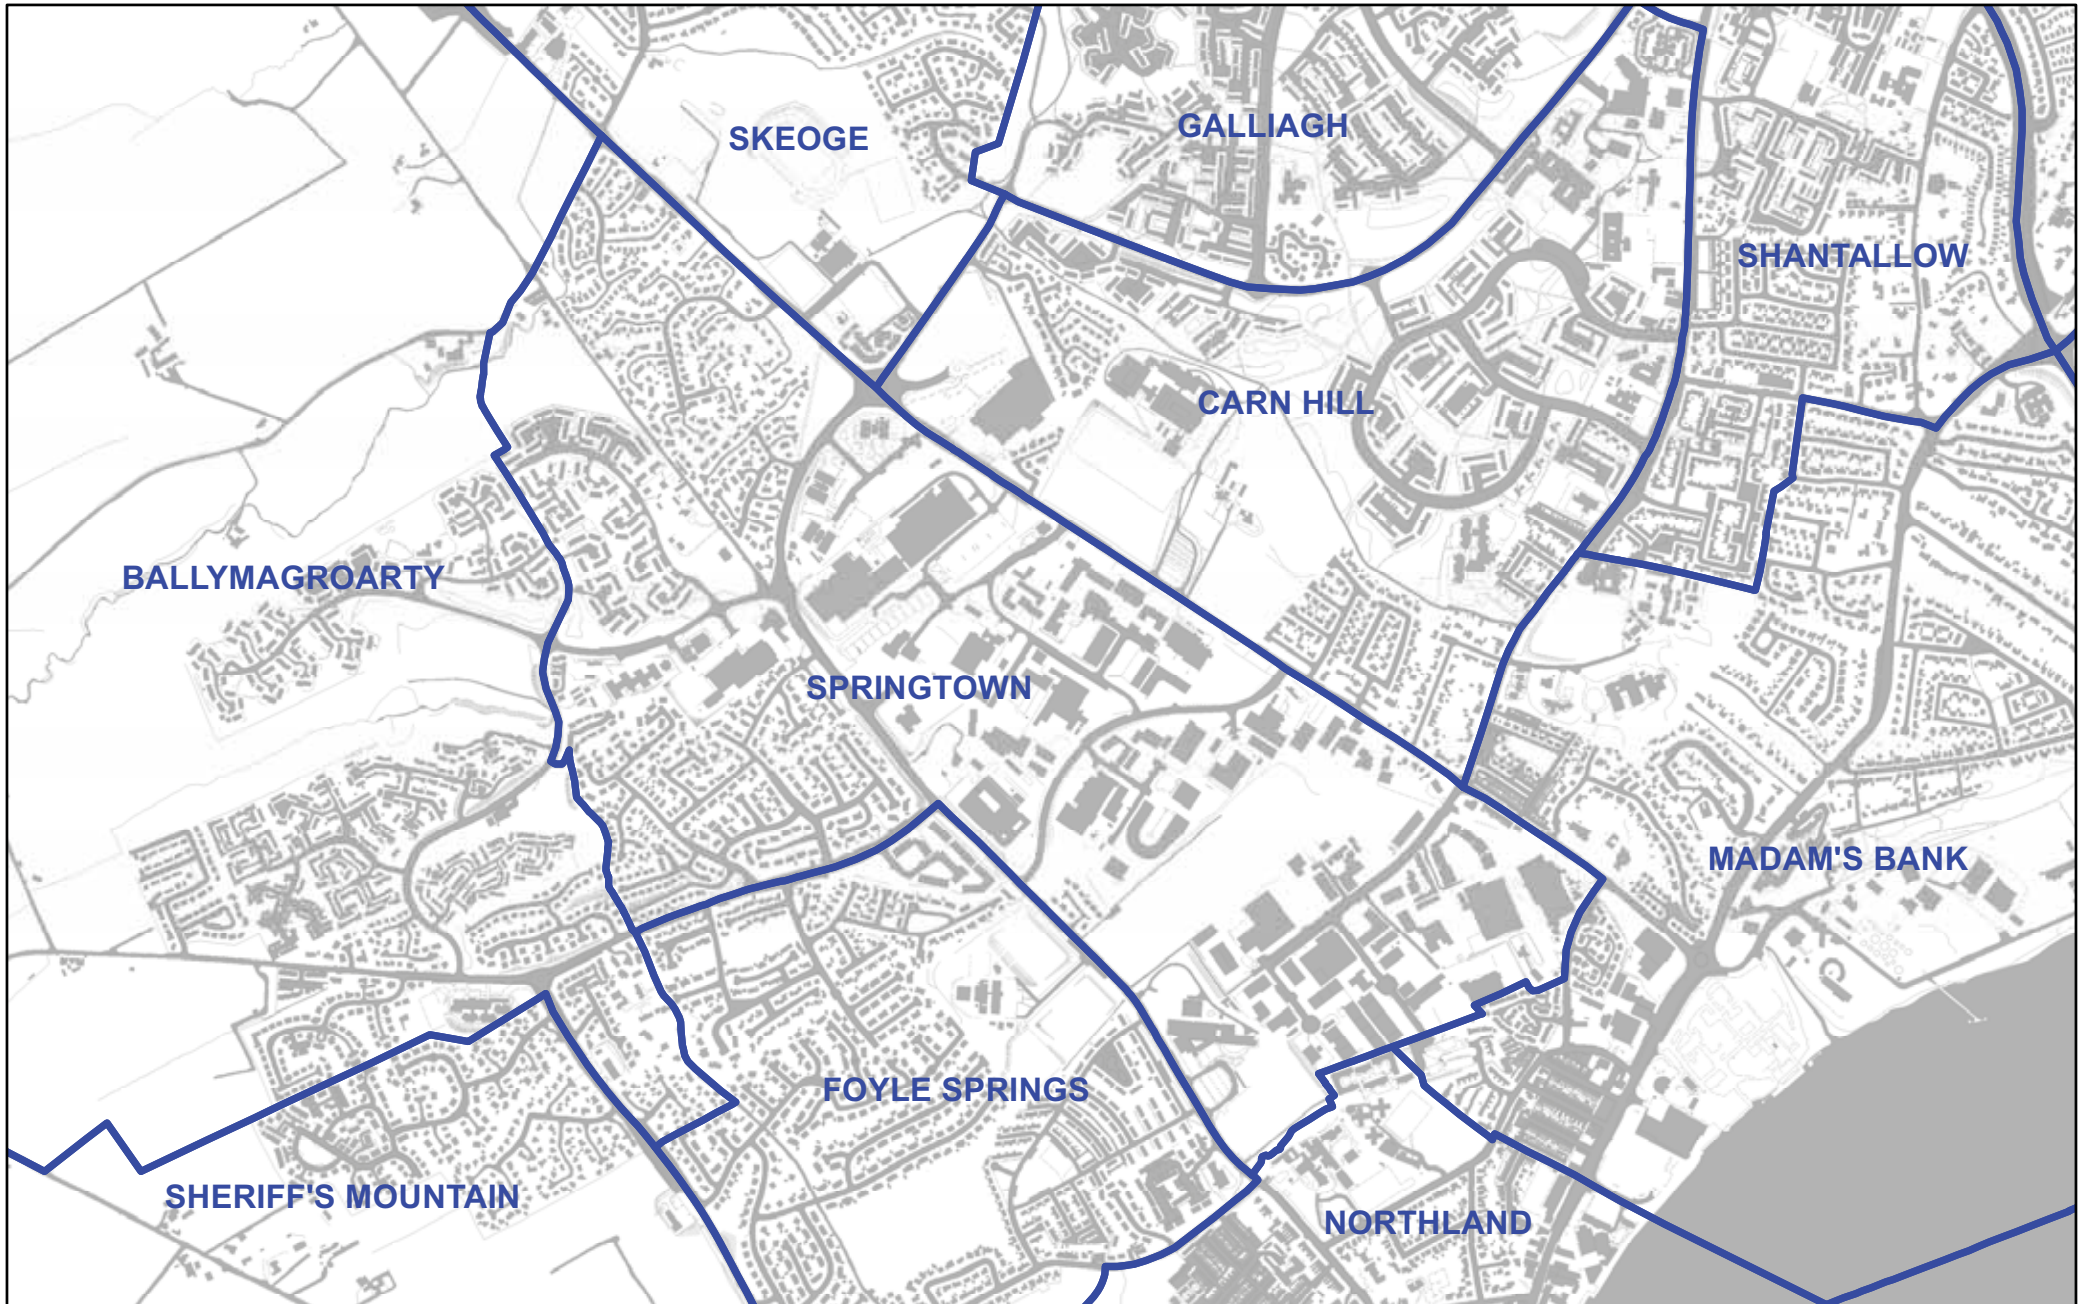 GALLIAGH
SKEOGE
SHANTALLOW
CARN HILL
BALLYMAGROARTY
SPRINGTOWN
MADAM'S BANK
FOYLE SPRINGS
SHERIFF'S MOUNTAIN
NORTHLAND